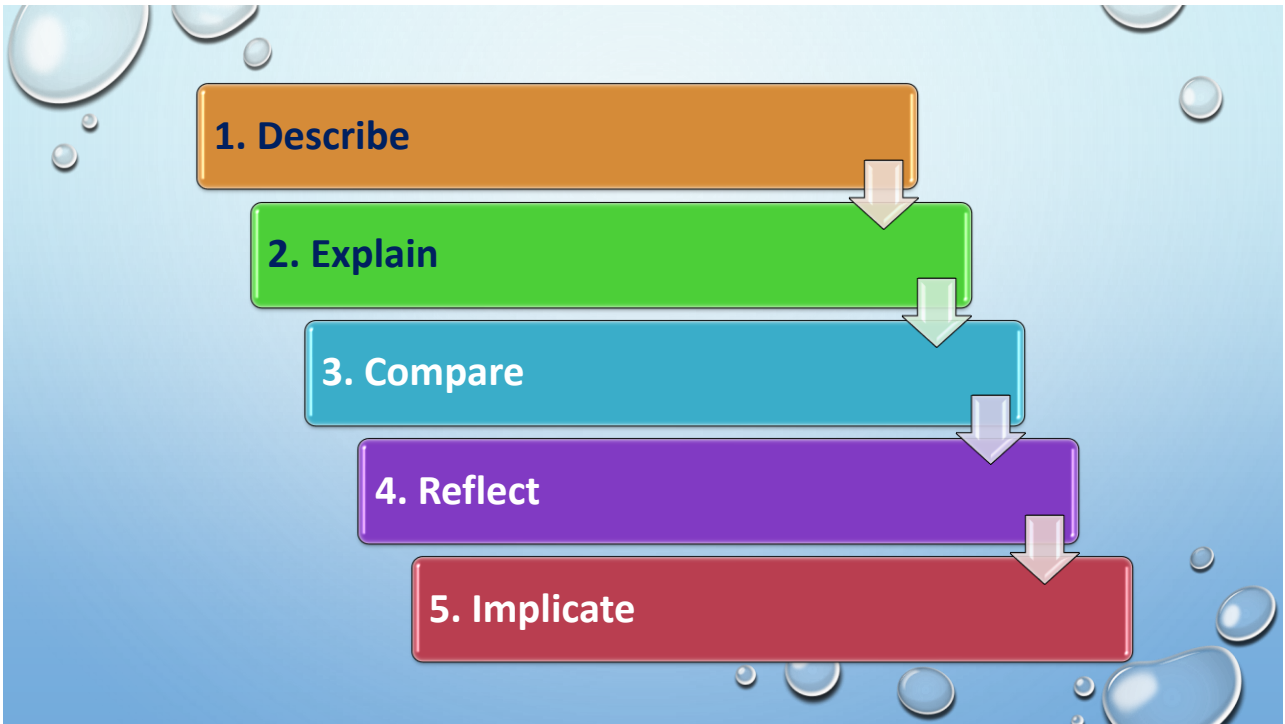 1. Describe
2. Explain
3. Compare
4. Reflect
5. Implicate